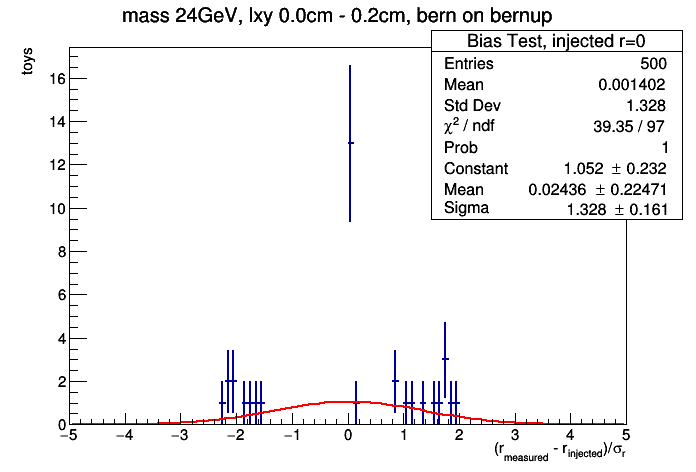 mass 24GeV, lxy 0.0cm - 0.2cm, bern on bernup
Bias Test, injected r=0
Entries 500
Mean 0.001402
Std Dev 1.328
χ² / ndf 39.35 / 97
Prob 1
Constant 1.052 ± 0.232
Mean 0.02436 ± 0.22471
Sigma 1.328 ± 0.161
toys
16
14
12
10
8
6
4
2
0
−5 −4 −3 −2 −1 0 1 2 3 4 5
(r_measured - r_injected)/σ_r